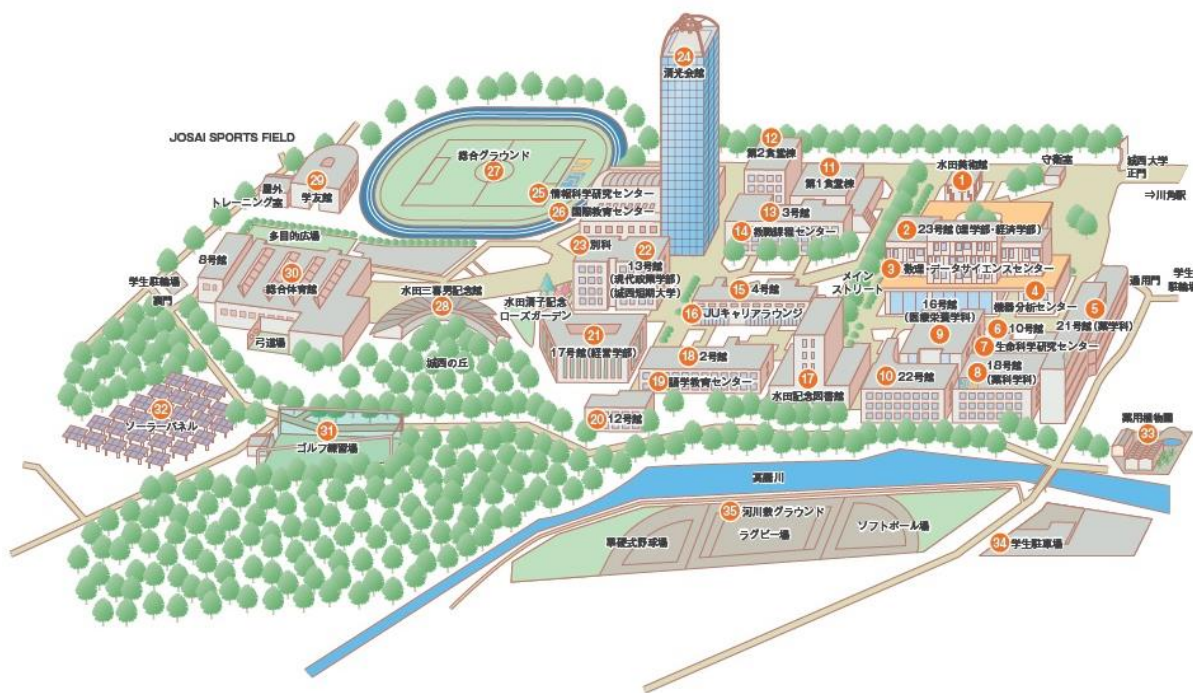 24
清光会館
JOSAI SPORTS FIELD
12
第2食堂棟
水田美術館
守衛室
城西大学
正門
⇒川角駅
総合グラウンド
27
29
学友館
屋外
トレーニング室
25 情報科学研究センター
26 国際教育センター
11
第1食堂棟
1
13 3号館
14 教職課程センター
2 23号館(理学部・経済学部)
3 数理・データサイエンスセンター
多目的広場
8号館
23 別科
22
13号館
(現代政策学部)
(城西短期大学)
30
総合体育館
学生駐輪場
通用門
学生
駐輪場
水田三喜男記念館
28
水田清子記念
ローズガーデン
15 4号館
メイン
ストリート
16 JUキャリアラウンジ
4
機器分析センター
5
21号館(薬学科)
16号館
(医療栄養学科)
9
6 10号館
7 生命科学研究センター
弓道場
城西の丘
21
17号館(経営学部)
18 2号館
19 語学教育センター
17
水田記念図書館
10 22号館
8 18号館
(薬科学科)
20 12号館
32
ソーラーパネル
31
ゴルフ練習場
薬用植物園
33
高麗川
35 河川敷グラウンド
準硬式野球場
ラグビー場
ソフトボール場
34 学生駐車場